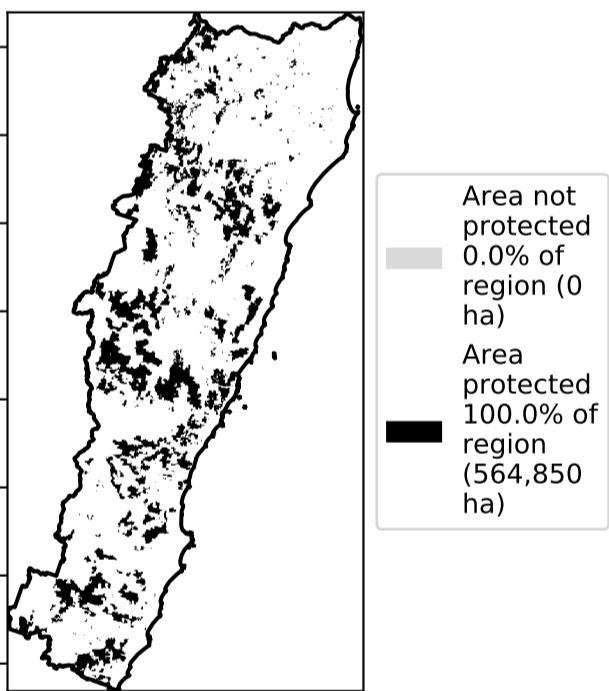 Area not
protected
0.0% of
region (0
ha)
Area
protected
100.0% of
region
(564,850
ha)